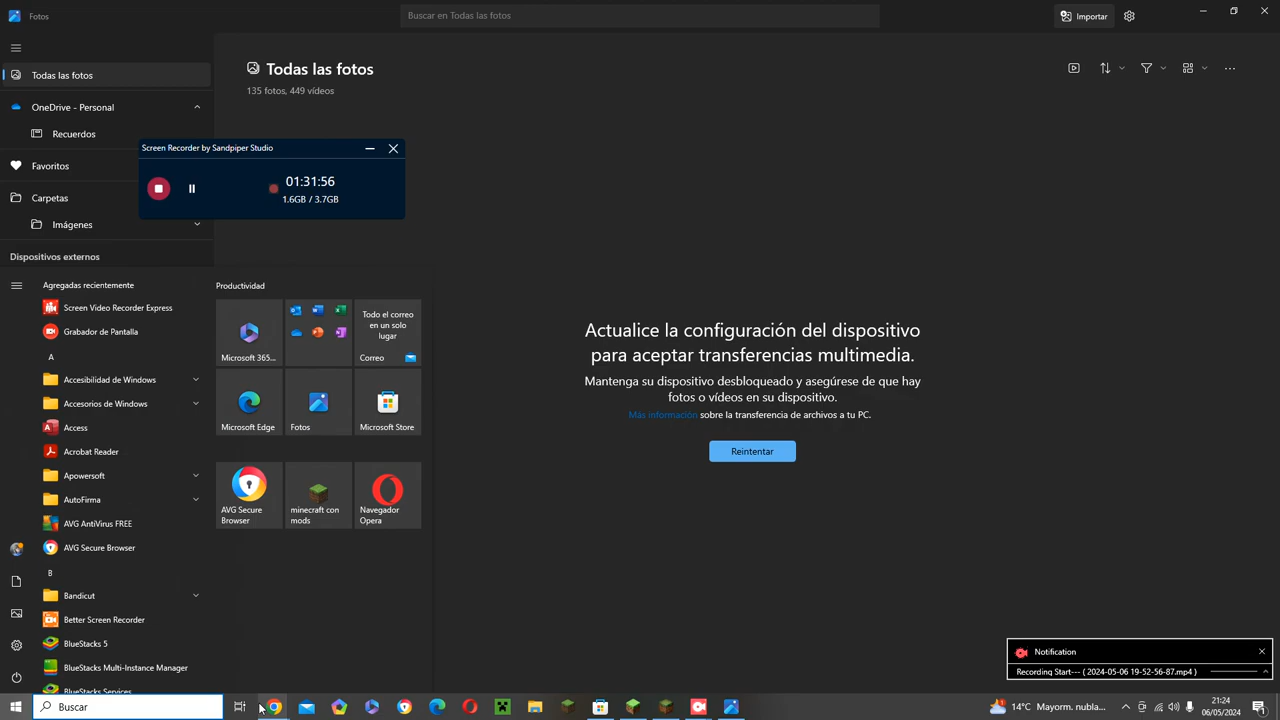 Fotos
Buscar en Todas las fotos
Importar
Todas las fotos
OneDrive - Personal
Recuerdos
Favoritos
Carpetas
Imágenes
Dispositivos externos
Todas las fotos
135 fotos, 449 vídeos
Screen Recorder by Sandpiper Studio
01:31:56
1.6GB / 3.7GB
Actualice la configuración del dispositivo
para aceptar transferencias multimedia.
Mantenga su dispositivo desbloqueado y asegúrese de que hay
fotos o vídeos en su dispositivo.
Más información sobre la transferencia de archivos a tu PC.
Reintentar
Agregadas recientemente
Screen Video Recorder Express
Grabador de Pantalla
A
Accesibilidad de Windows
Accesorios de Windows
Access
Acrobat Reader
Apowersoft
AutoFirma
AVG AntiVirus FREE
AVG Secure Browser
B
Bandicut
Better Screen Recorder
BlueStacks 5
BlueStacks Multi-Instance Manager
BlueStacks Services
Productividad
Microsoft 365...
Todo el correo
en un solo
lugar
Correo
Microsoft Edge
Fotos
Microsoft Store
AVG Secure
Browser
minecraft con
mods
Navegador
Opera
Notification
Recording Start--- ( 2024-05-06 19-52-56-87.mp4 )
Buscar
14°C Mayorm. nubla...
21:24
06/05/2024
1